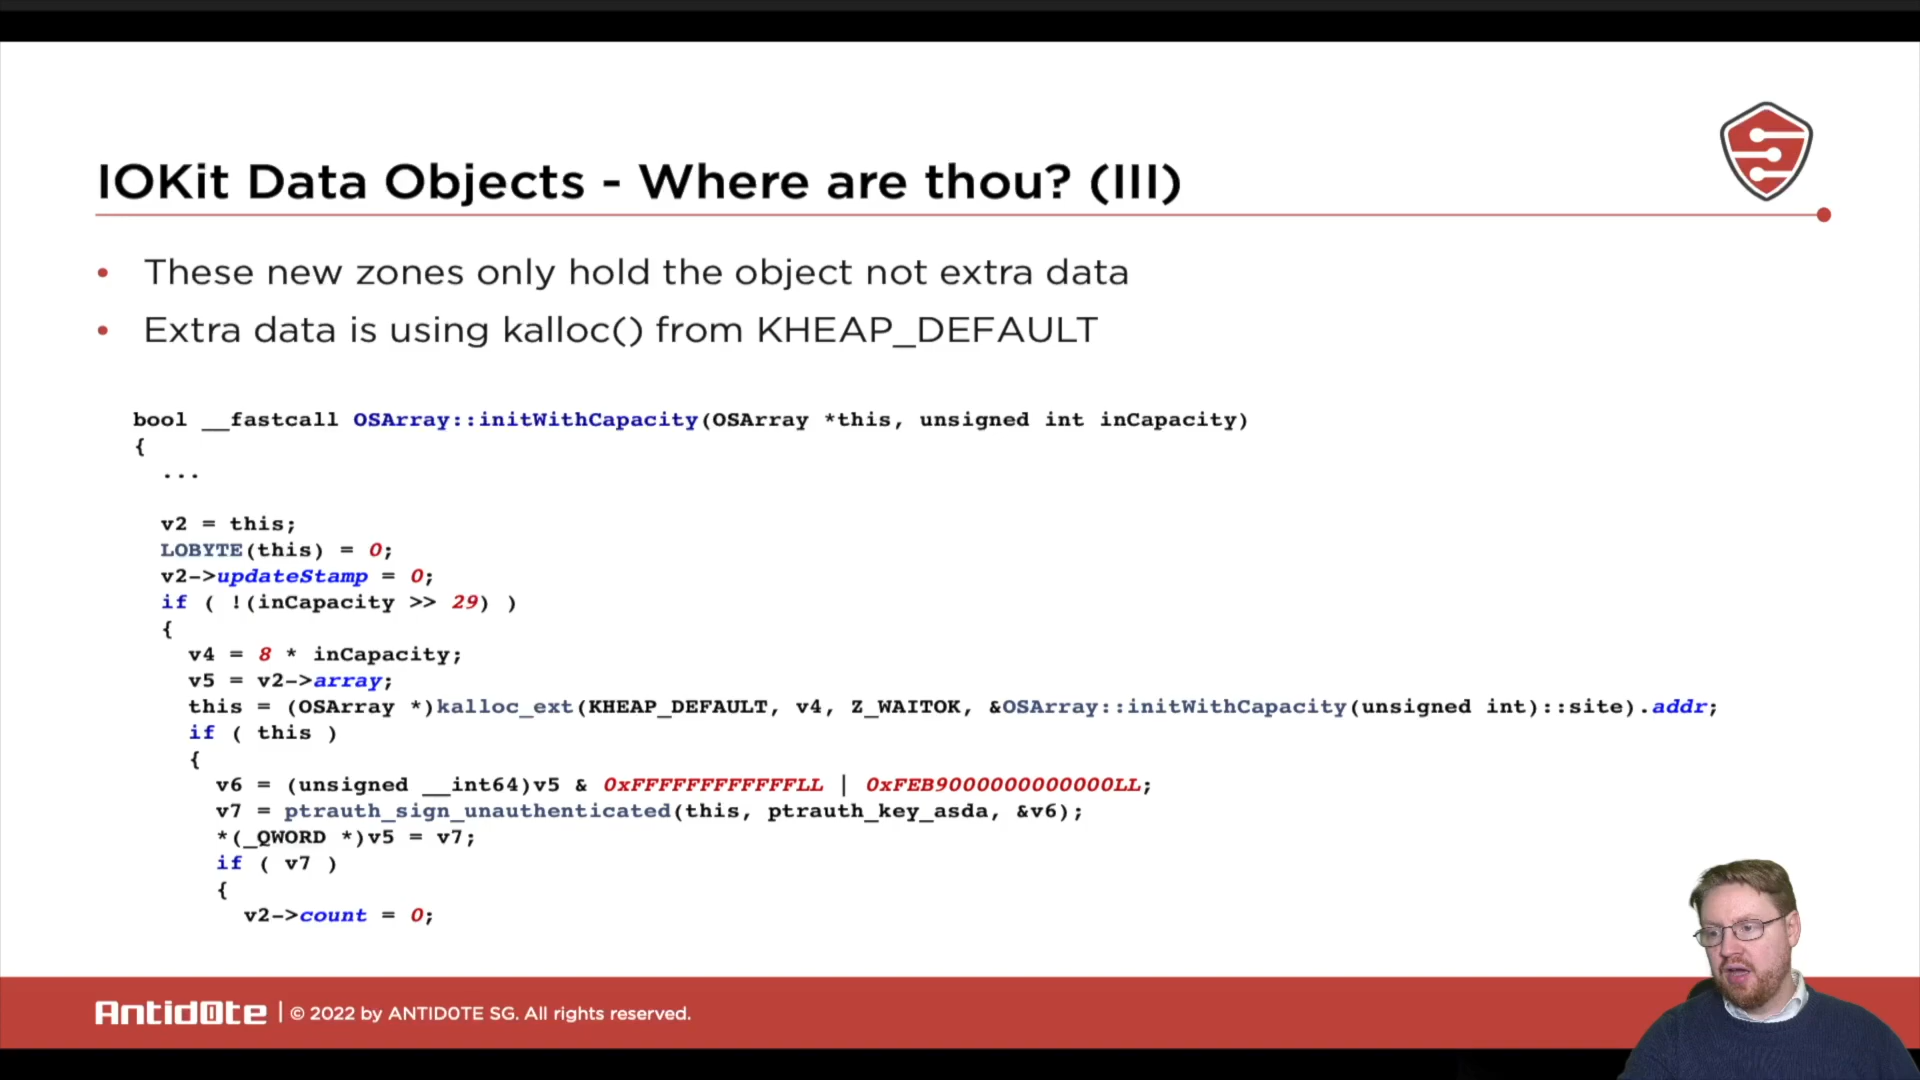 IOKit Data Objects - Where are thou? (III)
• These new zones only hold the object not extra data
• Extra data is using kalloc() from KHEAP_DEFAULT
bool __fastcall OSArray::initWithCapacity(OSArray *this, unsigned int inCapacity)
{
...
v2 = this;
LOBYTE(this) = 0;
v2->updateStamp = 0;
if ( !(inCapacity >> 29) )
{
v4 = 8 * inCapacity;
v5 = v2->array;
this = (OSArray *)kalloc_ext(KHEAP_DEFAULT, v4, Z_WAITOK, &OSArray::initWithCapacity(unsigned int)::site).addr;
if ( this )
{
v6 = (unsigned __int64)v5 & 0xFFFFFFFFFFFFLL | 0xFEB9000000000000LL;
v7 = ptrauth_sign_unauthenticated(this, ptrauth_key_asda, &v6);
*(_QWORD *)v5 = v7;
if ( v7 )
{
v2->count = 0;
Antid0te | © 2022 by ANTID0TE SG. All rights reserved.